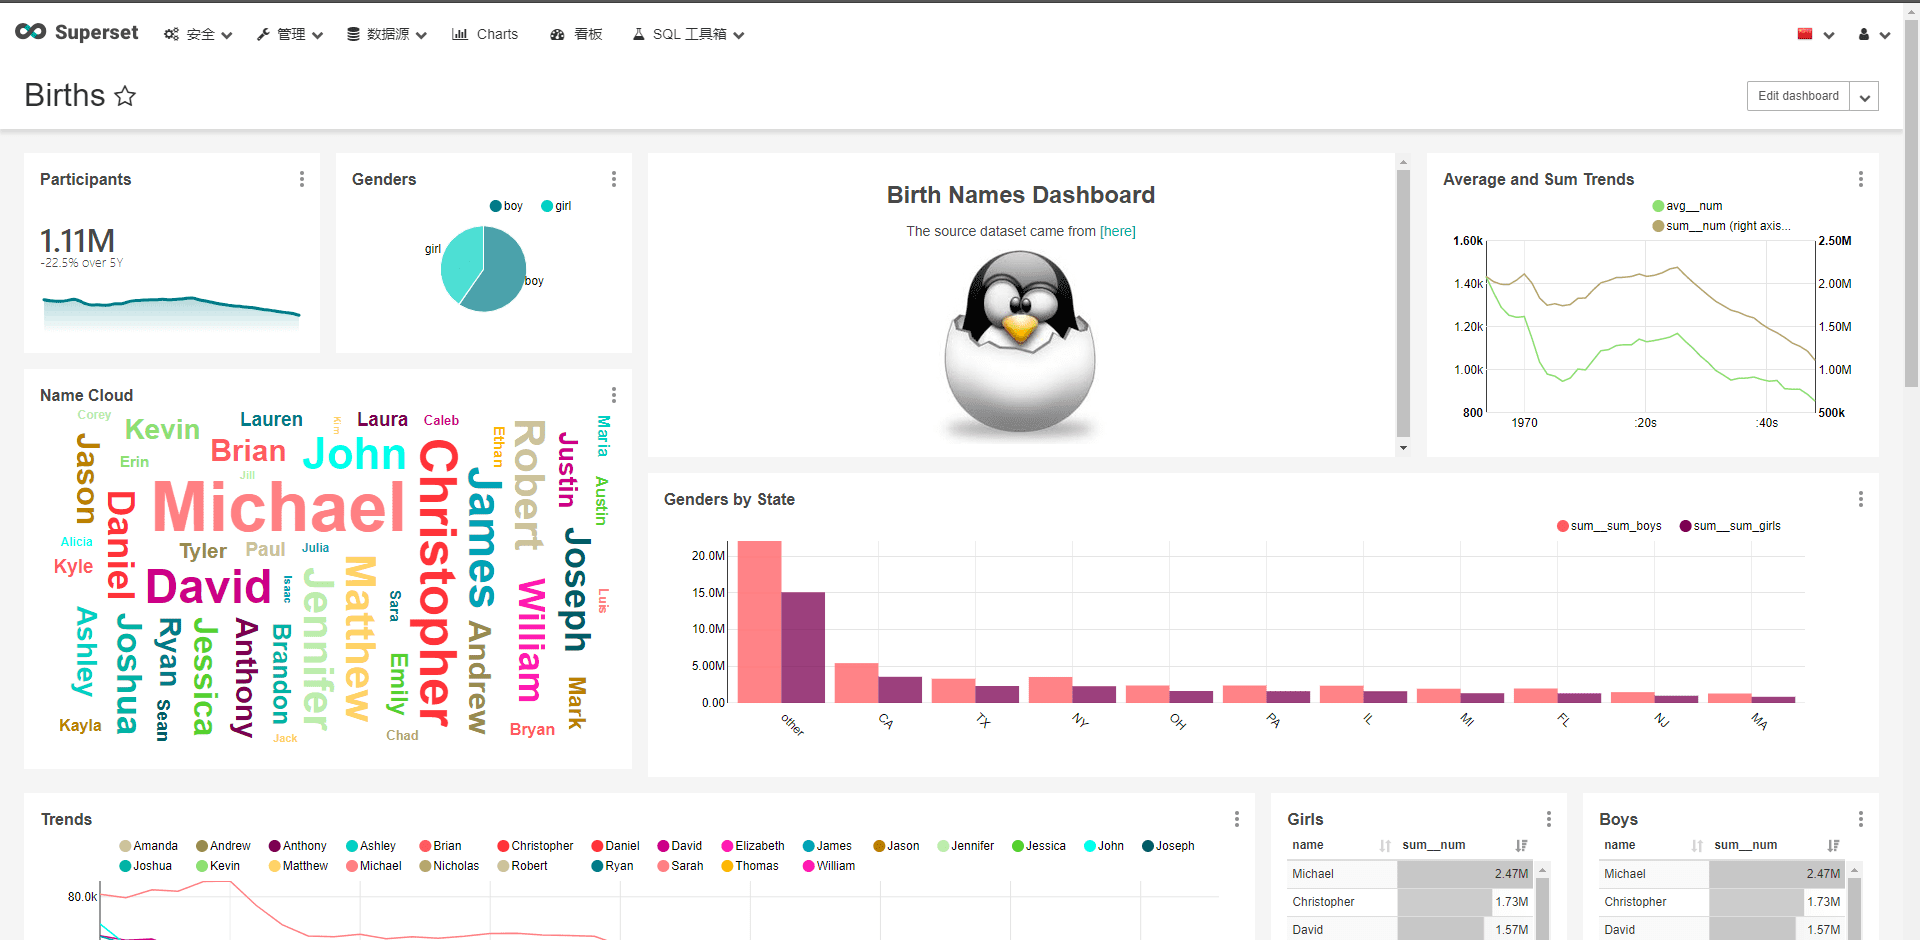 Superset 安全 管理 数据源 Charts 看板 SQL 工具箱
Births Edit dashboard
Participants
1.11M
-22.5% over 5Y
Genders
boy girl
girl
boy
Birth Names Dashboard
The source dataset came from [here]
Average and Sum Trends
avg__num
sum__num (right axis...
1.60k 2.50M
1.40k 2.00M
1.20k 1.50M
1.00k 1.00M
800 500k
1970 :20s :40s
Name Cloud
Corey
Kevin
Lauren
Kim
Laura
Caleb
Maria
Jason
Erin
Brian
John
Jill
Christopher
Ethan
Robert
Justin
Austin
Michael
James
Daniel
Alicia
Kyle
Tyler
Paul
Julia
Joseph
David
Isaac
Jennifer
Matthew
Sara
William
Luis
Ashley
Joshua
Ryan
Jessica
Anthony
Brandon
Emily
Andrew
Mark
Kayla
Sean
Jack
Chad
Bryan
Genders by State
sum__sum_boys sum__sum_girls
20.0M
15.0M
10.0M
5.00M
0.00
other CA TX NY OH PA IL MI FL NJ MA
Trends
Amanda Andrew Anthony Ashley Brian Christopher Daniel David Elizabeth James Jason Jennifer Jessica John Joseph
Joshua Kevin Matthew Michael Nicholas Robert Ryan Sarah Thomas William
80.0k
Girls
name sum__num
Michael 2.47M
Christopher 1.73M
David 1.57M
Boys
name sum__num
Michael 2.47M
Christopher 1.73M
David 1.57M